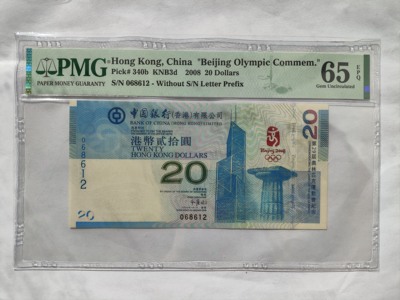 PMG
PAPER MONEY GUARANTY
Hong Kong, China "Beijing Olympic Commem."
Pick# 340b KNB3d 2008 20 Dollars
S/N 068612 - Without S/N Letter Prefix
65 EPQ
Gem Uncirculated
中國銀行(香港)有限公司
BANK OF CHINA (HONG KONG) LIMITED
港幣貳拾圓
TWENTY
HONG KONG DOLLARS
20
20
Beijing 2008
068612
20
068612